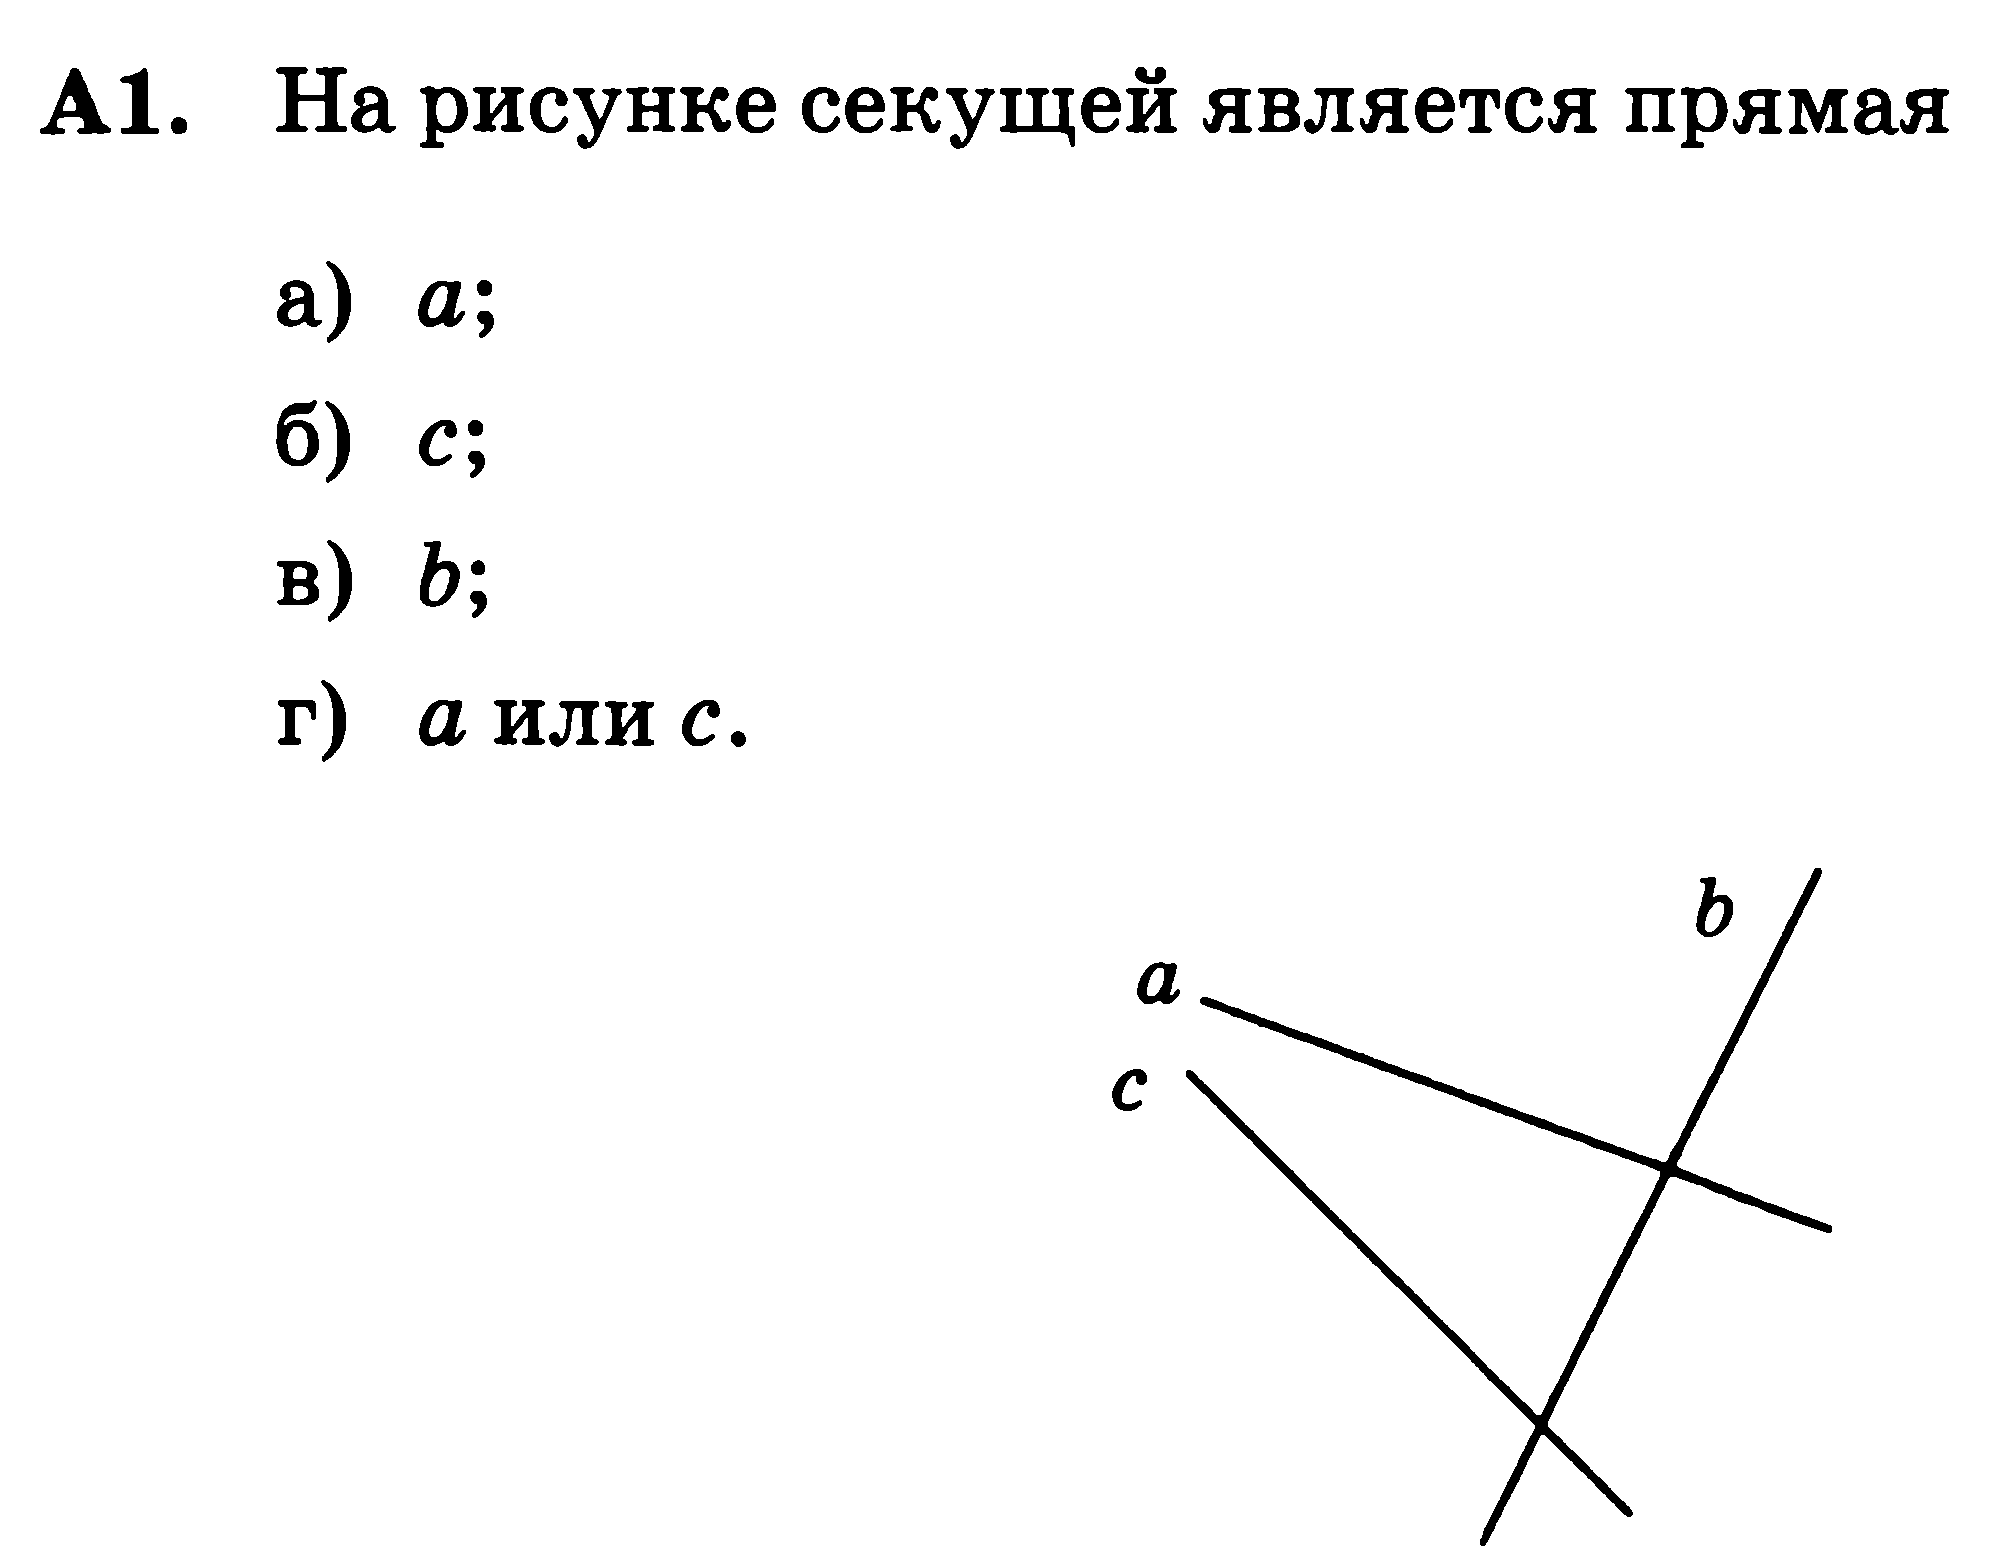 А1. На рисунке секущей является прямая
а) a;
б) c;
в) b;
г) a или c.
b
a
c